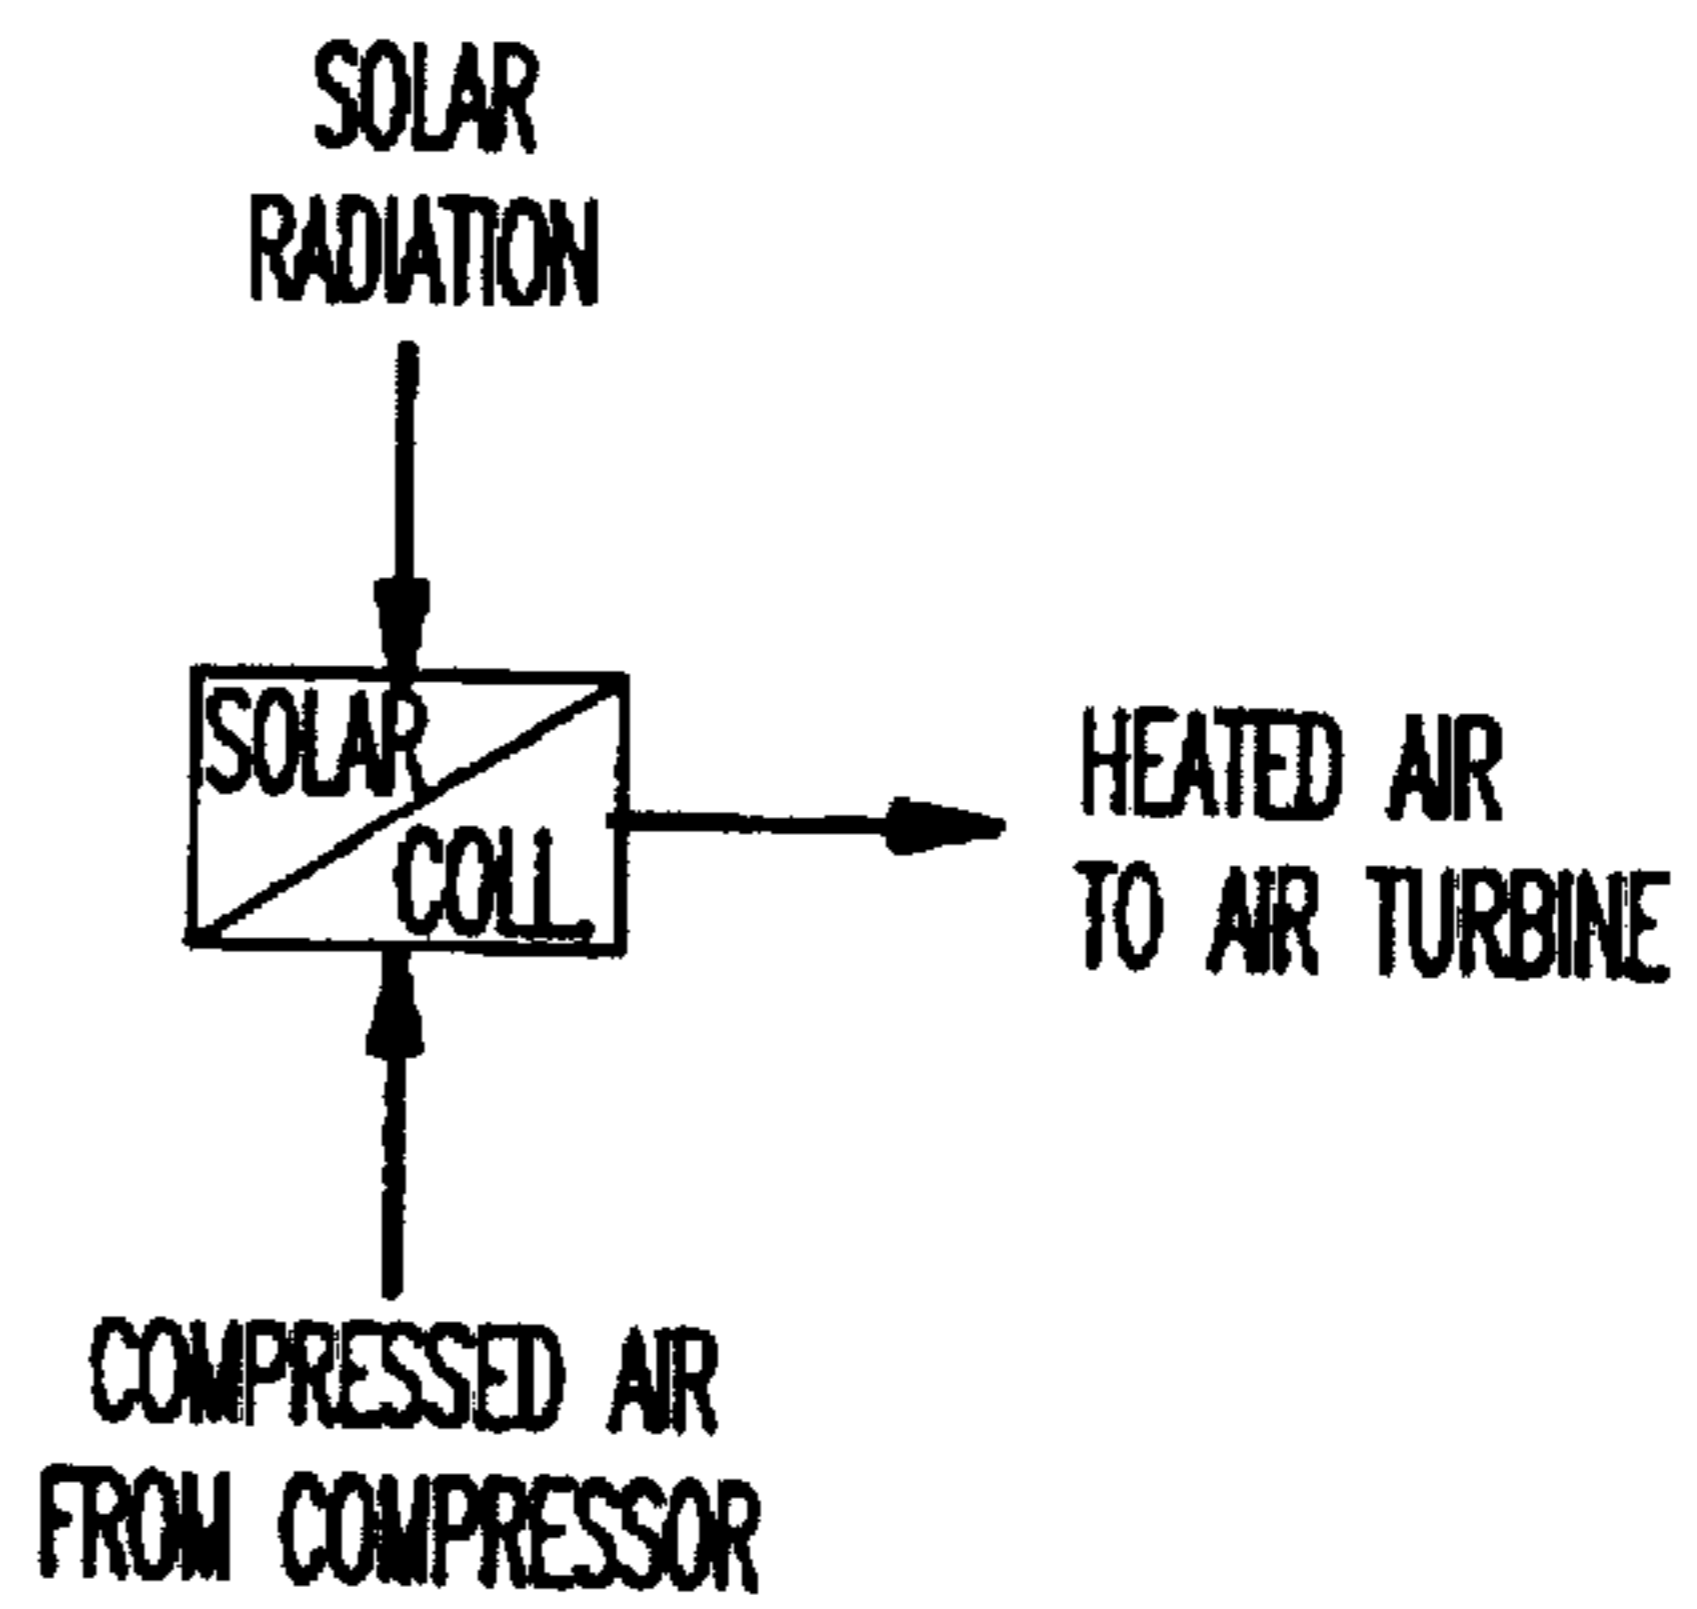 SOLAR
RADIATION
SOLAR
COLL.
HEATED AIR
TO AIR TURBINE
COMPRESSED AIR
FROM COMPRESSOR